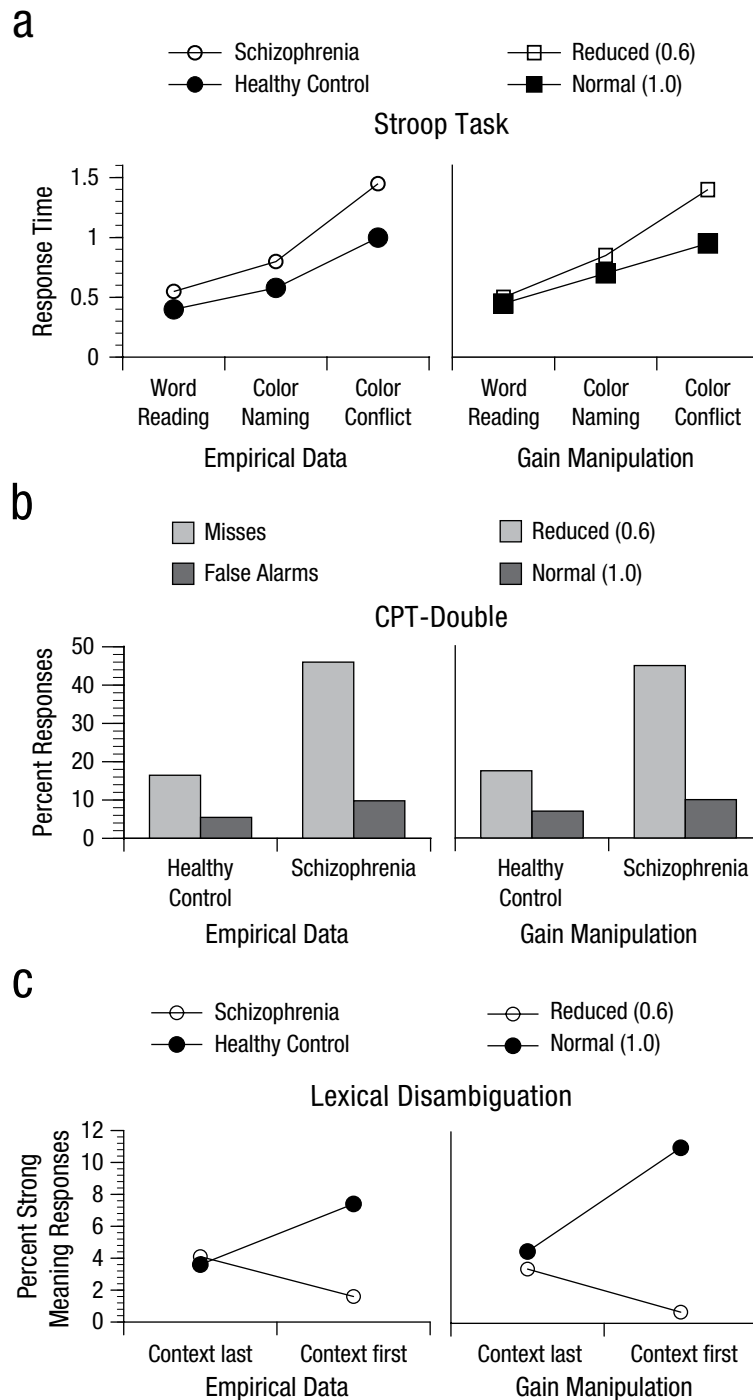 a
Schizophrenia
Reduced (0.6)
Healthy Control
Normal (1.0)
Stroop Task
Response Time
1.5
1
0.5
0
Word Reading
Color Naming
Color Conflict
Word Reading
Color Naming
Color Conflict
Empirical Data
Gain Manipulation
b
Misses
Reduced (0.6)
False Alarms
Normal (1.0)
CPT-Double
Percent Responses
50
40
30
20
10
0
Healthy Control
Schizophrenia
Healthy Control
Schizophrenia
Empirical Data
Gain Manipulation
c
Schizophrenia
Reduced (0.6)
Healthy Control
Normal (1.0)
Lexical Disambiguation
Percent Strong
Meaning Responses
12
10
8
6
4
2
0
Context last
Context first
Context last
Context first
Empirical Data
Gain Manipulation